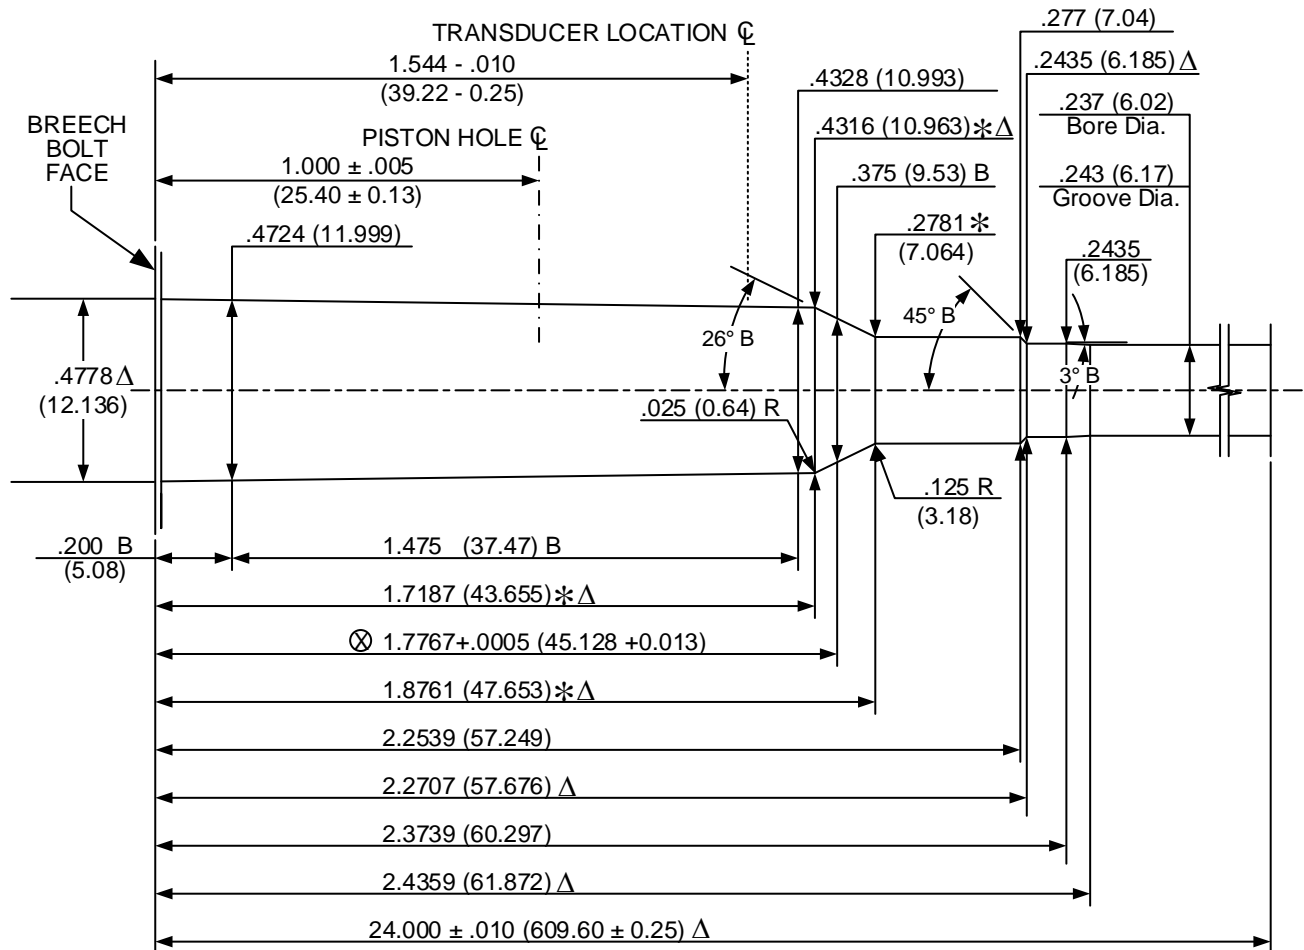 TRANSDUCER LOCATION ℄
1.544 - .010
(39.22 - 0.25)
BREECH
BOLT
FACE
PISTON HOLE ℄
1.000 ± .005
(25.40 ± 0.13)
.277 (7.04)
.2435 (6.185) Δ
.4328 (10.993)
.237 (6.02)
Bore Dia.
.4316 (10.963)✻Δ
.375 (9.53) B
.243 (6.17)
Groove Dia.
.4724 (11.999)
.2781 ✻
(7.064)
.2435
(6.185)
26° B
45° B
3° B
.4778 Δ
(12.136)
.025 (0.64) R
.125 R
(3.18)
.200 B
(5.08)
1.475 (37.47) B
1.7187 (43.655)✻Δ
⊗ 1.7767+.0005 (45.128 +0.013)
1.8761 (47.653)✻Δ
2.2539 (57.249)
2.2707 (57.676) Δ
2.3739 (60.297)
2.4359 (61.872) Δ
24.000 ± .010 (609.60 ± 0.25) Δ